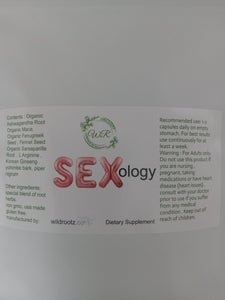 Contents : Organic
Ashwagandha Root
Organic Maca,
Organic Fenugreek
Seed , Fennel Seed
Organic Sarsaparilla
Root , L Arginine ,
Korean Ginseng
yohimbe bark, piper
nigrum
Other ingredients:
special blend of root
herbs.
non gmo, use made
gluten free.
Manufactured by:
WR
SEXology
wildrootz
Dietary Supplement
Recommended use:
capsules daily on empty
stomach. For best results
use continuously for at
least a week.
Warning : For Adults only.
Do not use this product if
you are nursing ,
pregnant, taking
medications or have Heart
disease (heart issues) ,
consult with your doctor
prior to use if you suffer
from any medical
condition . Keep out of
reach of children.